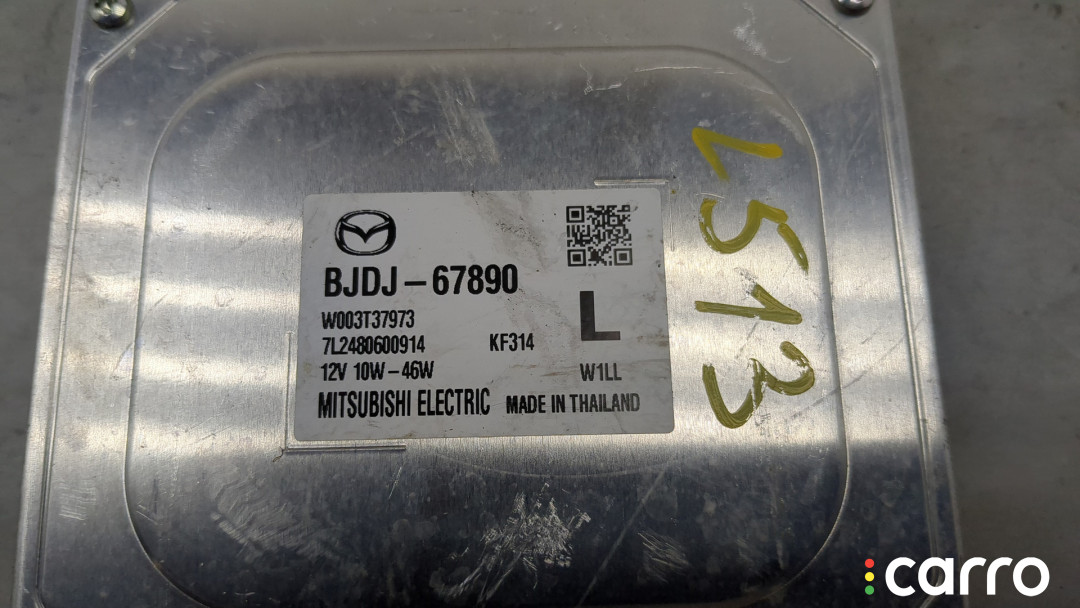 BJDJ-67890
W003T37973
7L2480600914 KF314
L
12V 10W-46W W1LL
MITSUBISHI ELECTRIC MADE IN THAILAND
L513
carro